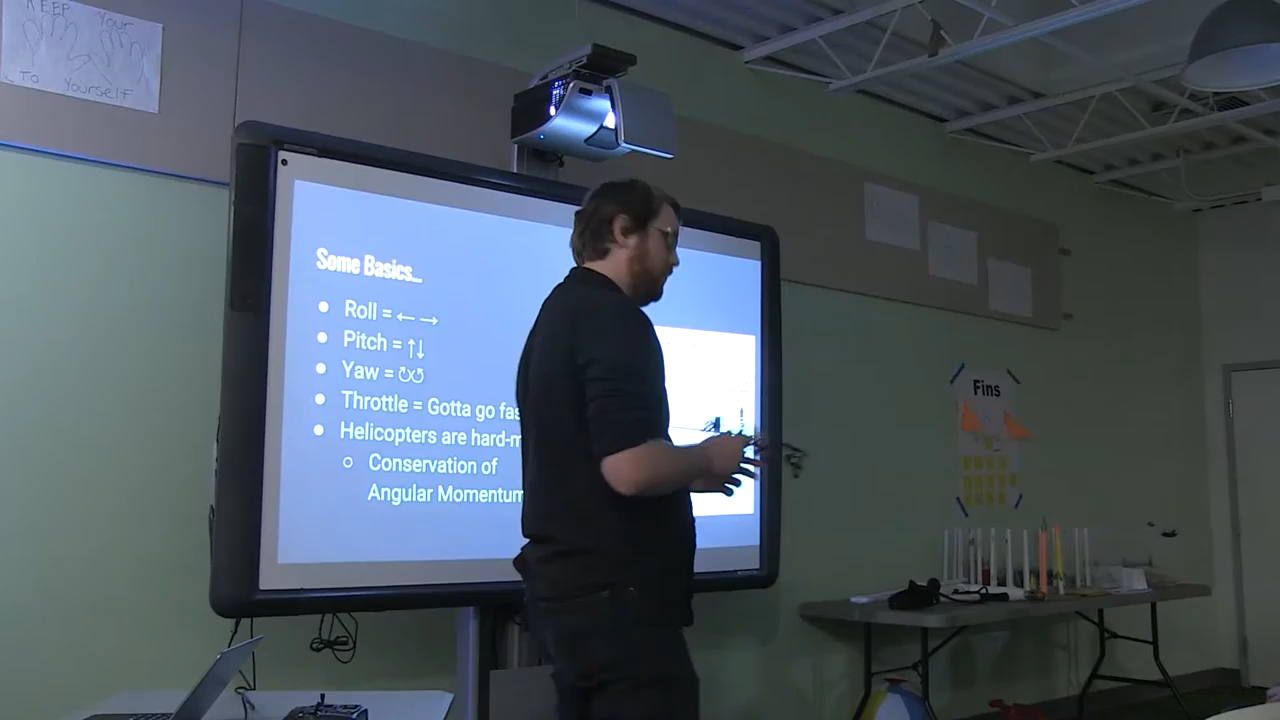 KEEP Your
TO Yourself
Some Basics...
Roll = ← →
Pitch = ↑↓
Yaw = ↻↺
Throttle = Gotta go fas
Helicopters are hard-m
Conservation of
Angular Momentum
Fins